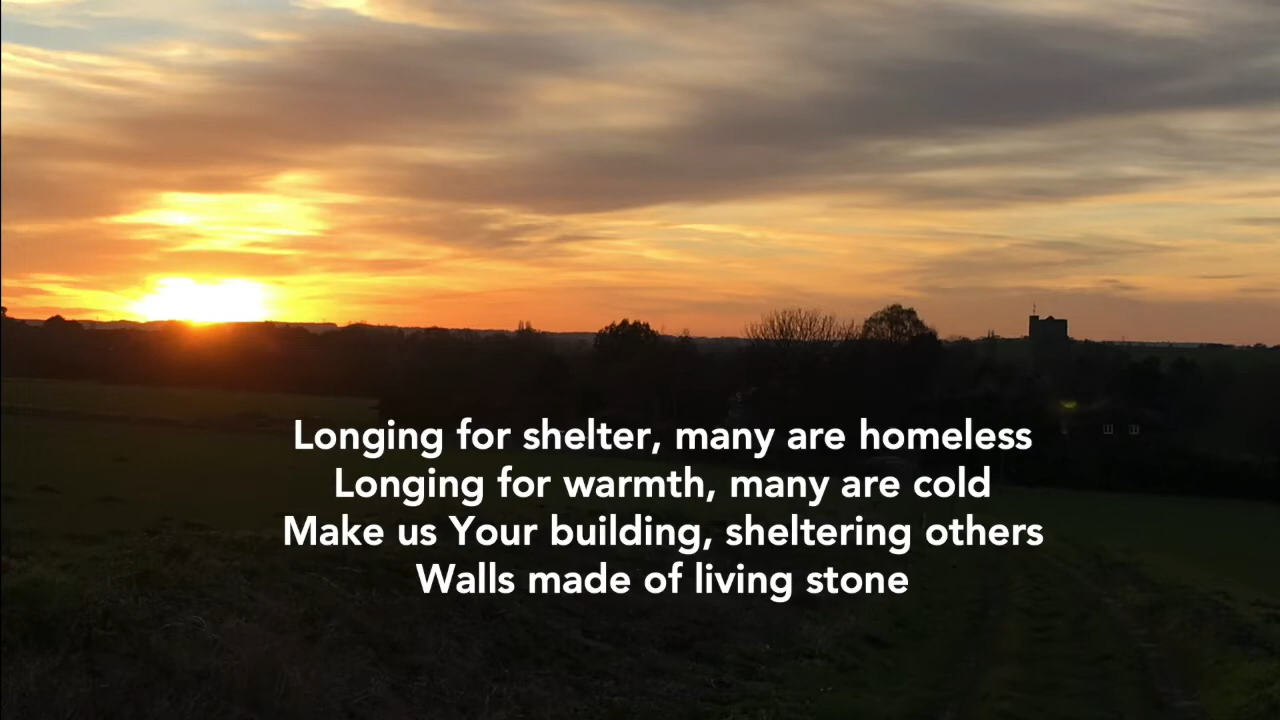 Longing for shelter, many are homeless
Longing for warmth, many are cold
Make us Your building, sheltering others
Walls made of living stone